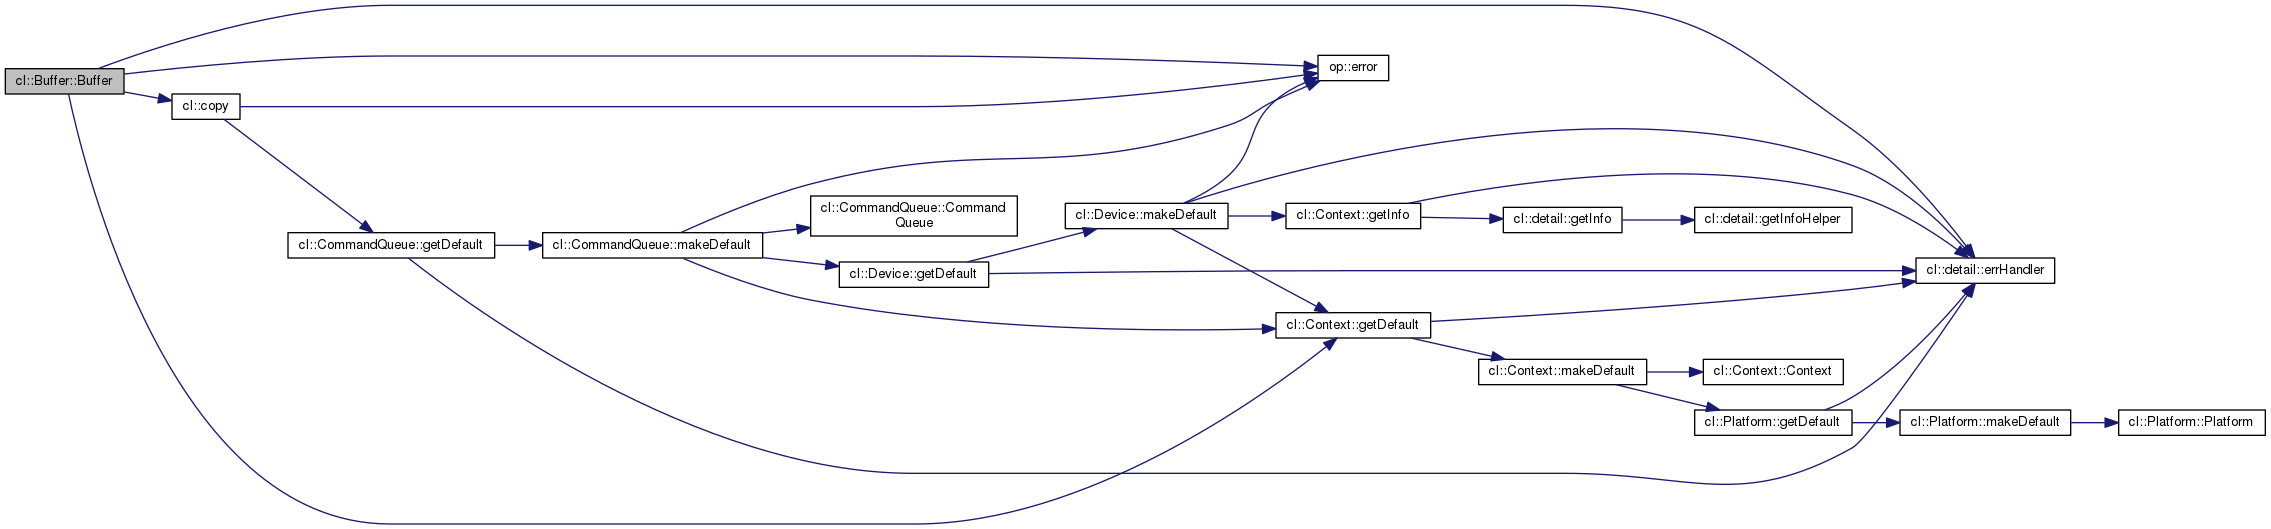 cl::Buffer::Buffer
op::error
cl::copy
cl::CommandQueue::Command
Queue
cl::Device::makeDefault
cl::Context::getInfo
cl::detail::getInfo
cl::detail::getInfoHelper
cl::CommandQueue::getDefault
cl::CommandQueue::makeDefault
cl::Device::getDefault
cl::detail::errHandler
cl::Context::getDefault
cl::Context::makeDefault
cl::Context::Context
cl::Platform::getDefault
cl::Platform::makeDefault
cl::Platform::Platform